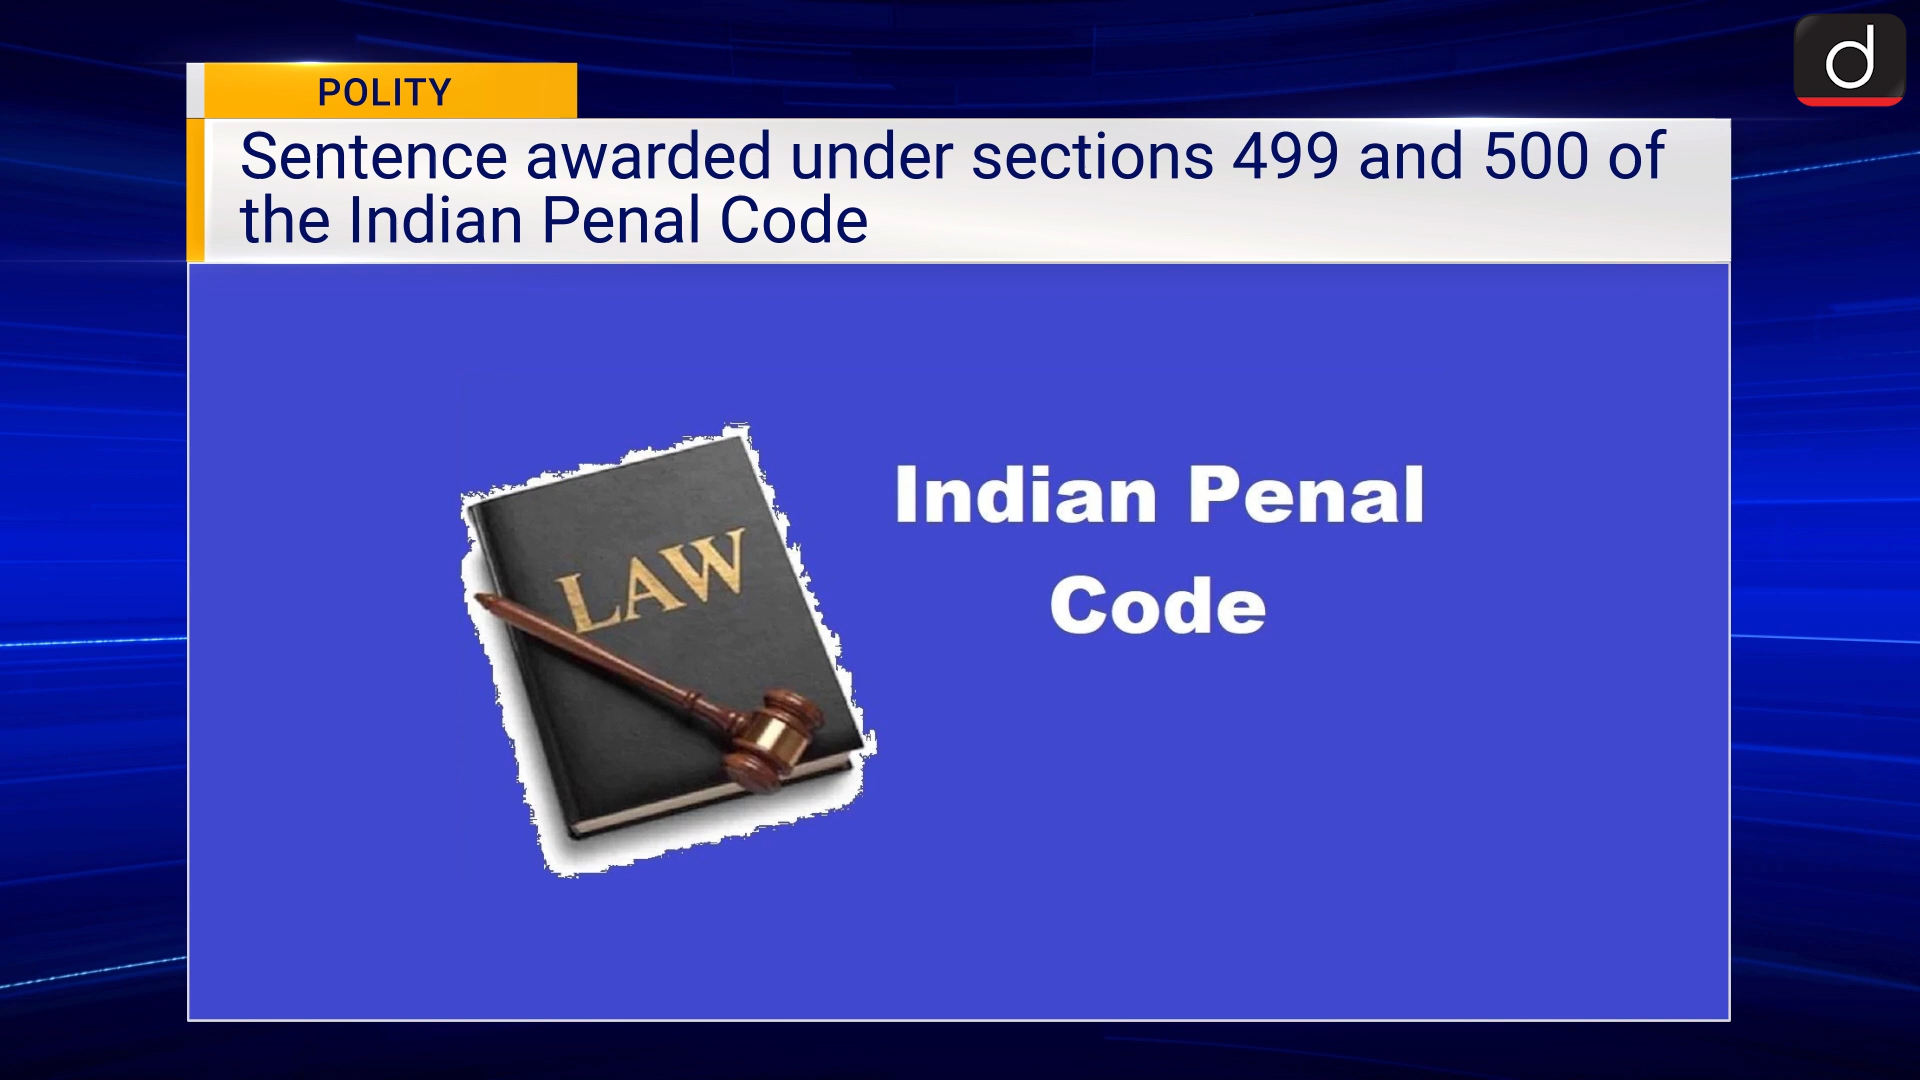 POLITY
Sentence awarded under sections 499 and 500 of
the Indian Penal Code
LAW
Indian Penal
Code
d